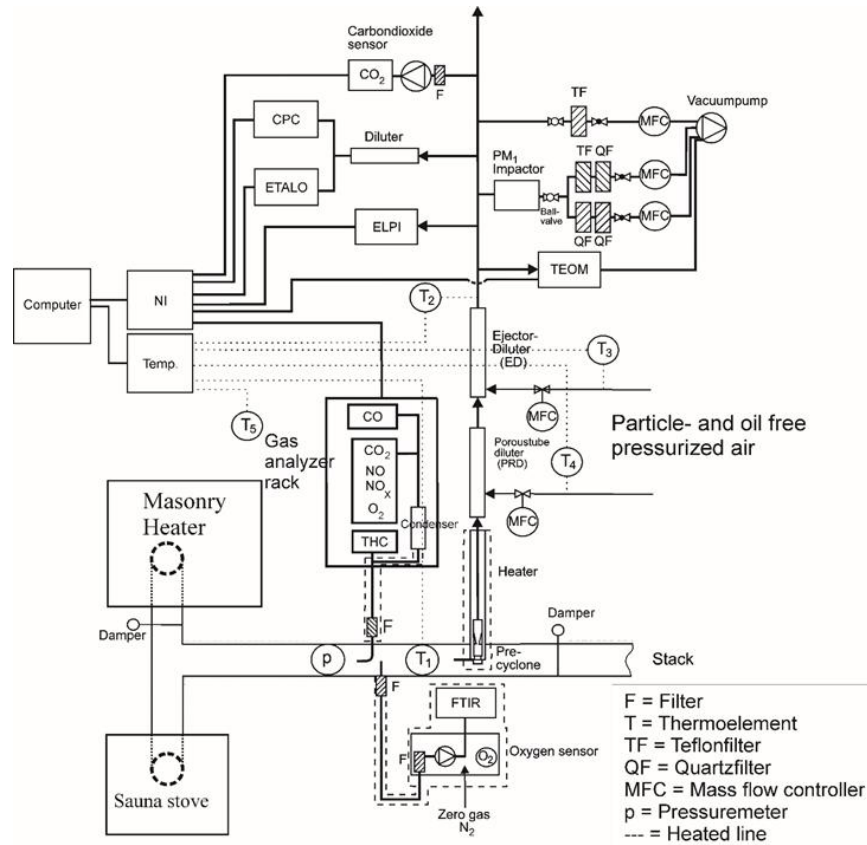 Carbondioxide
sensor
CO2
F
CPC
Diluter
ETALO
ELPI
TF
MFC
Vacuumpump
PM1
Impactor
TF QF
MFC
Ball-
valve
MFC
QF QF
TEOM
Computer
NI
Temp.
T2
T5
Ejector-
Diluter
(ED)
T3
MFC
Particle- and oil free
pressurized air
Poroustube
diluter
(PRD)
T4
MFC
Gas
analyzer
rack
CO
CO2
NO
NOx
O2
Condenser
THC
Heater
Masonry
Heater
Damper
F
p
T1
Pre-
cyclone
Damper
Stack
F
FTIR
F
O2
Oxygen sensor
Zero gas
N2
Sauna stove
F = Filter
T = Thermoelement
TF = Teflonfilter
QF = Quartzfilter
MFC = Mass flow controller
p = Pressuremeter
--- = Heated line